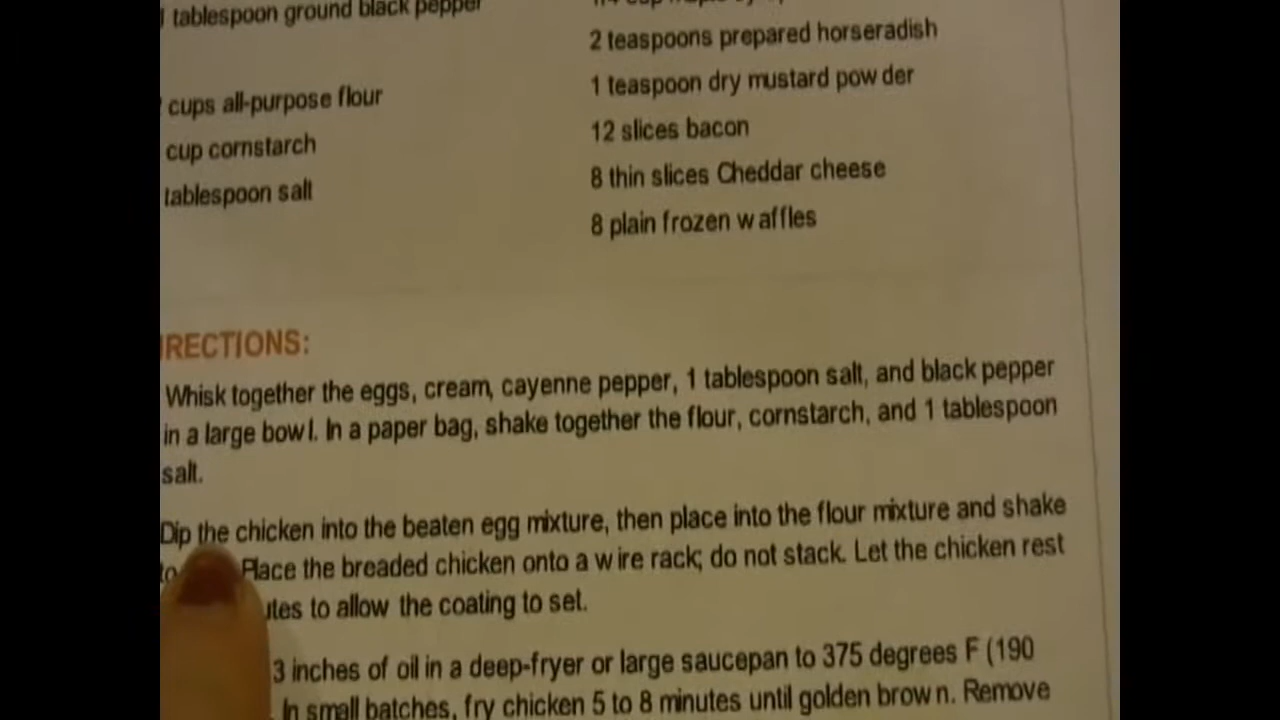 tablespoon ground black pepper
cups all-purpose flour
cup cornstarch
tablespoon salt
2 teaspoons prepared horseradish
1 teaspoon dry mustard powder
12 slices bacon
8 thin slices Cheddar cheese
8 plain frozen waffles
RECTIONS:
Whisk together the eggs, cream, cayenne pepper, 1 tablespoon salt, and black pepper
in a large bowl. In a paper bag, shake together the flour, cornstarch, and 1 tablespoon
salt.
Dip the chicken into the beaten egg mixture, then place into the flour mixture and shake
to Place the breaded chicken onto a wire rack; do not stack. Let the chicken rest
utes to allow the coating to set.
3 inches of oil in a deep-fryer or large saucepan to 375 degrees F (190
In small batches, fry chicken 5 to 8 minutes until golden brown. Remove